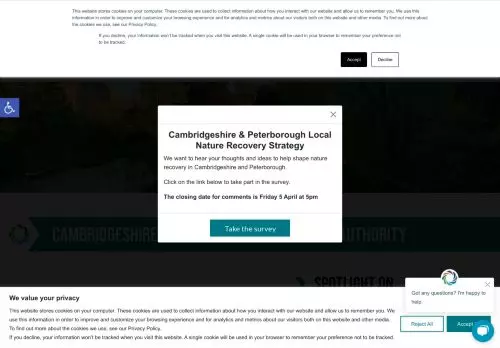 This website stores cookies on your computer. These cookies are used to collect information about how you interact with our website and allow us to remember you. We use this
information in order to improve and customize your browsing experience and for analytics and metrics about our visitors both on this website and other media. To find out more about
the cookies we use, see our Privacy Policy.
If you decline, your information won't be tracked when you visit this website. A single cookie will be used in your browser to remember your preference not
to be tracked.
Accept
Decline
Cambridgeshire & Peterborough Local
Nature Recovery Strategy
We want to hear your thoughts and ideas to help shape nature
recovery in Cambridgeshire and Peterborough.
Click on the link below to take part in the survey.
The closing date for comments is Friday 5 April at 5pm
Take the survey
CAMBRIDGESHIRE
AUTHORITY
SPOTLIGHT ON
Got any questions? I'm happy to
help.
We value your privacy
This website stores cookies on your computer. These cookies are used to collect information about how you interact with our website and allow us to remember you. We
use this information in order to improve and customize your browsing experience and for analytics and metrics about our visitors both on this website and other media.
To find out more about the cookies we use, see our Privacy Policy.
If you decline, your information won't be tracked when you visit this website. A single cookie will be used in your browser to remember your preference not to be tracked.
Reject All
Accept